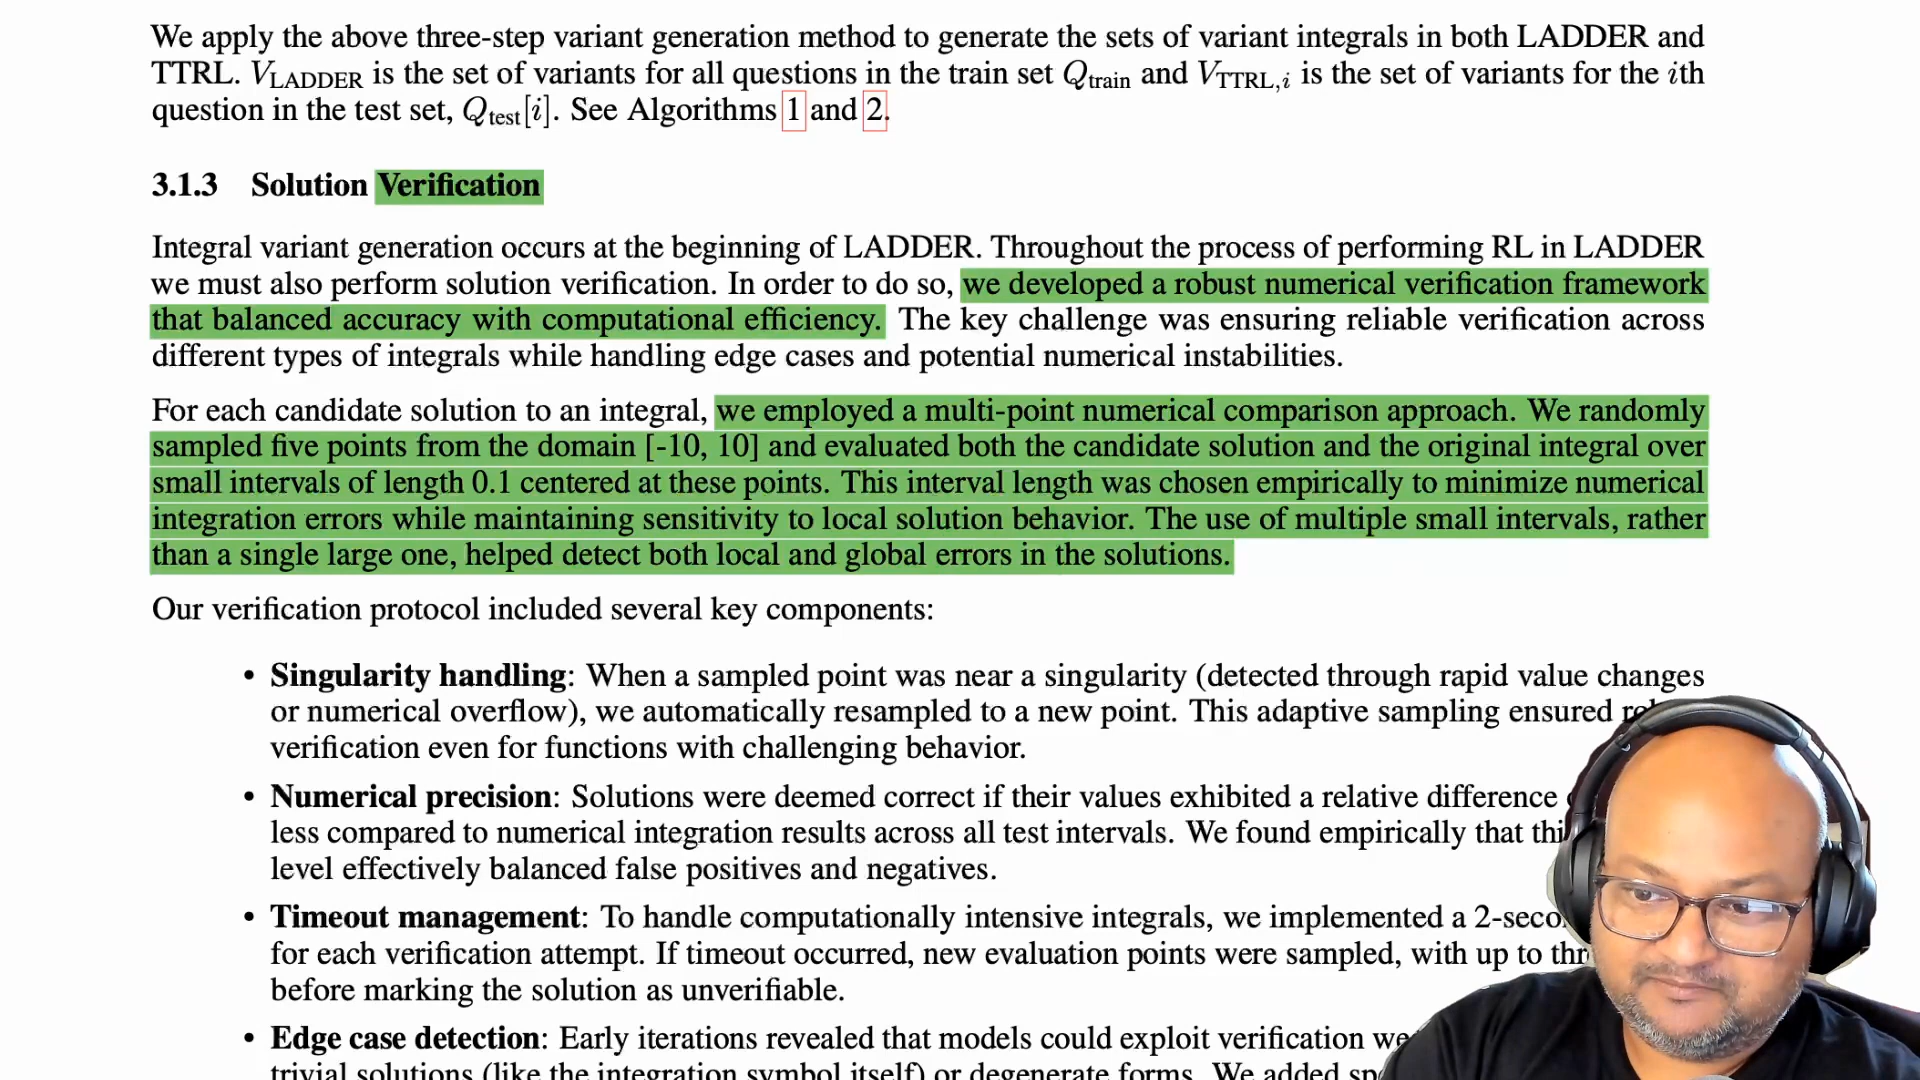 We apply the above three-step variant generation method to generate the sets of variant integrals in both LADDER and
TTRL. V_LADDER is the set of variants for all questions in the train set Q_train and V_TTRL,i is the set of variants for the ith
question in the test set, Q_test[i]. See Algorithms 1 and 2.
3.1.3 Solution Verification
Integral variant generation occurs at the beginning of LADDER. Throughout the process of performing RL in LADDER
we must also perform solution verification. In order to do so, we developed a robust numerical verification framework
that balanced accuracy with computational efficiency. The key challenge was ensuring reliable verification across
different types of integrals while handling edge cases and potential numerical instabilities.
For each candidate solution to an integral, we employed a multi-point numerical comparison approach. We randomly
sampled five points from the domain [-10, 10] and evaluated both the candidate solution and the original integral over
small intervals of length 0.1 centered at these points. This interval length was chosen empirically to minimize numerical
integration errors while maintaining sensitivity to local solution behavior. The use of multiple small intervals, rather
than a single large one, helped detect both local and global errors in the solutions.
Our verification protocol included several key components:
• Singularity handling: When a sampled point was near a singularity (detected through rapid value changes
or numerical overflow), we automatically resampled to a new point. This adaptive sampling ensured
verification even for functions with challenging behavior.
• Numerical precision: Solutions were deemed correct if their values exhibited a relative difference
less compared to numerical integration results across all test intervals. We found empirically that
level effectively balanced false positives and negatives.
• Timeout management: To handle computationally intensive integrals, we implemented a
for each verification attempt. If timeout occurred, new evaluation points were sampled, with up to
before marking the solution as unverifiable.
• Edge case detection: Early iterations revealed that models could exploit verification
trivial solutions (like the integration symbol itself) or degenerate forms. We added